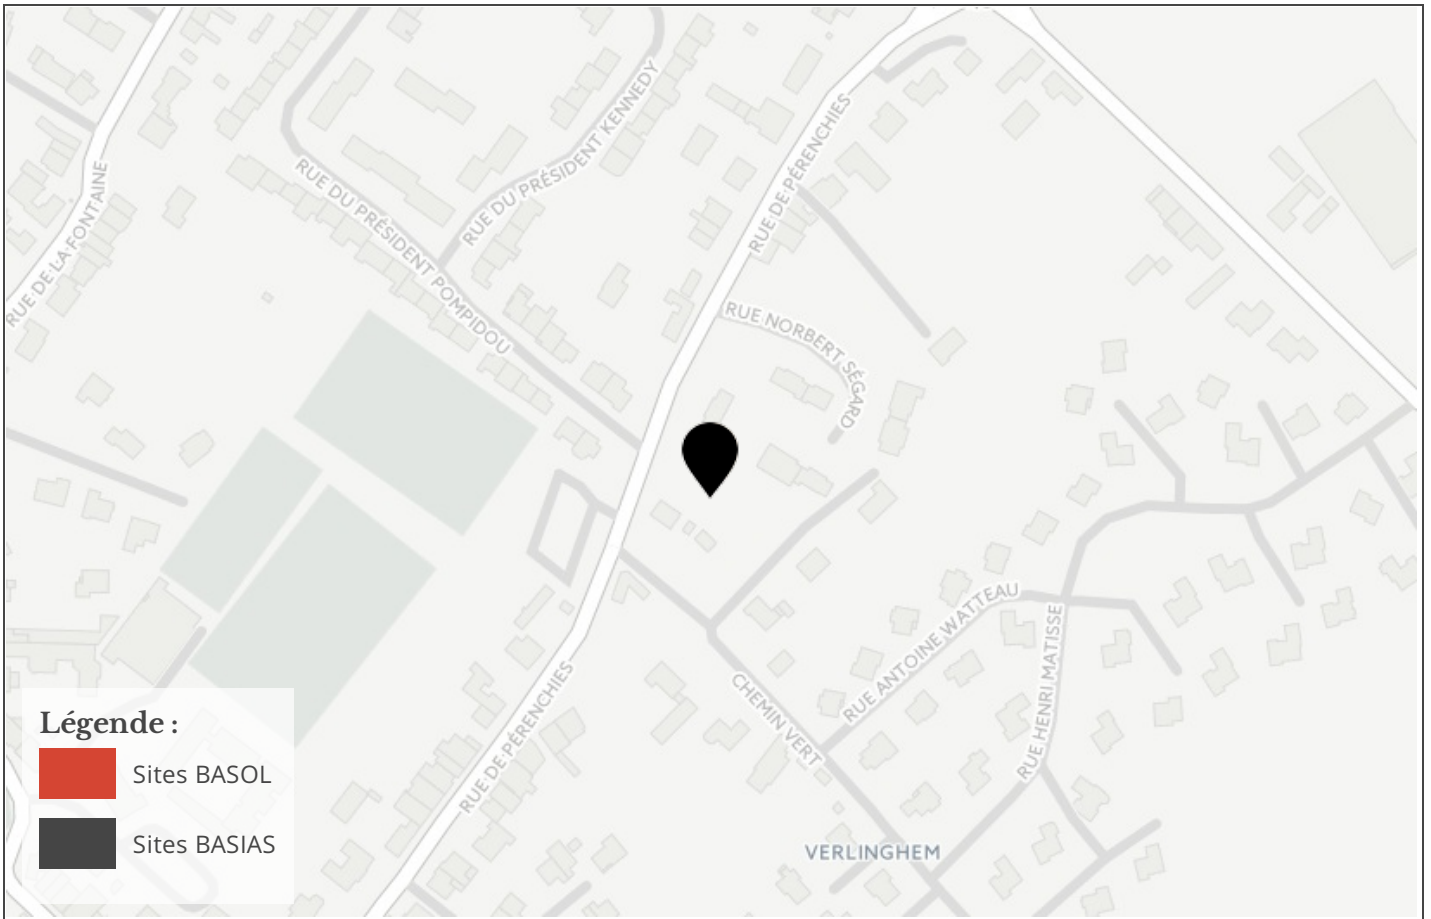 RUE DE PÉRENCHIES
RUE DU PRÉSIDENT KENNEDY
RUE DE LA FONTAINE
RUE DU PRÉSIDENT POMPIDOU
RUE NORBERT SÉGARD
RUE ANTOINE WATTEAU
RUE HENRI MATISSE
CHEMIN VERT
RUE DE PÉRENCHIES
VERLINGHEM
Légende :
Sites BASOL
Sites BASIAS